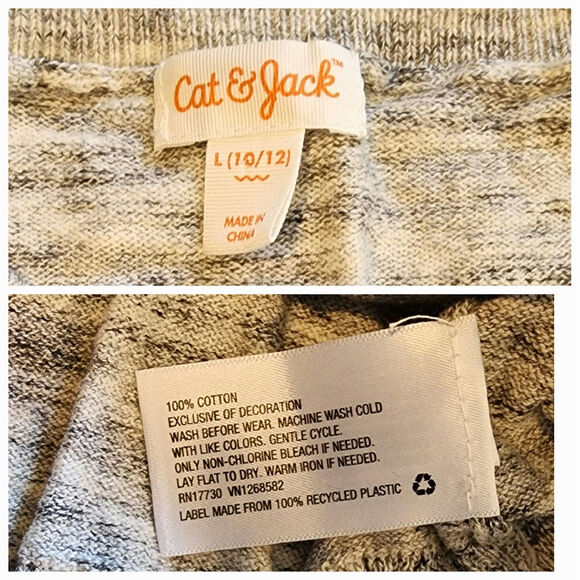 Cat & Jack™
L (10/12)
MADE IN
CHINA
100% COTTON
EXCLUSIVE OF DECORATION
WASH BEFORE WEAR. MACHINE WASH COLD
WITH LIKE COLORS. GENTLE CYCLE.
ONLY NON-CHLORINE BLEACH IF NEEDED.
LAY FLAT TO DRY. WARM IRON IF NEEDED.
RN17730 VN1268582
LABEL MADE FROM 100% RECYCLED PLASTIC